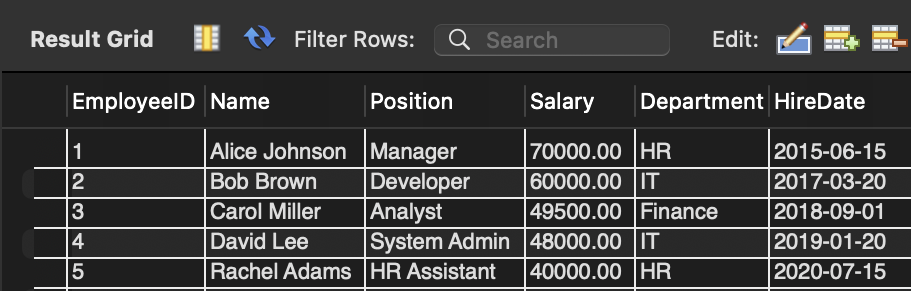 Result Grid Filter Rows: Search Edit:
EmployeeID Name Position Salary Department HireDate
1 Alice Johnson Manager 70000.00 HR 2015-06-15
2 Bob Brown Developer 60000.00 IT 2017-03-20
3 Carol Miller Analyst 49500.00 Finance 2018-09-01
4 David Lee System Admin 48000.00 IT 2019-01-20
5 Rachel Adams HR Assistant 40000.00 HR 2020-07-15